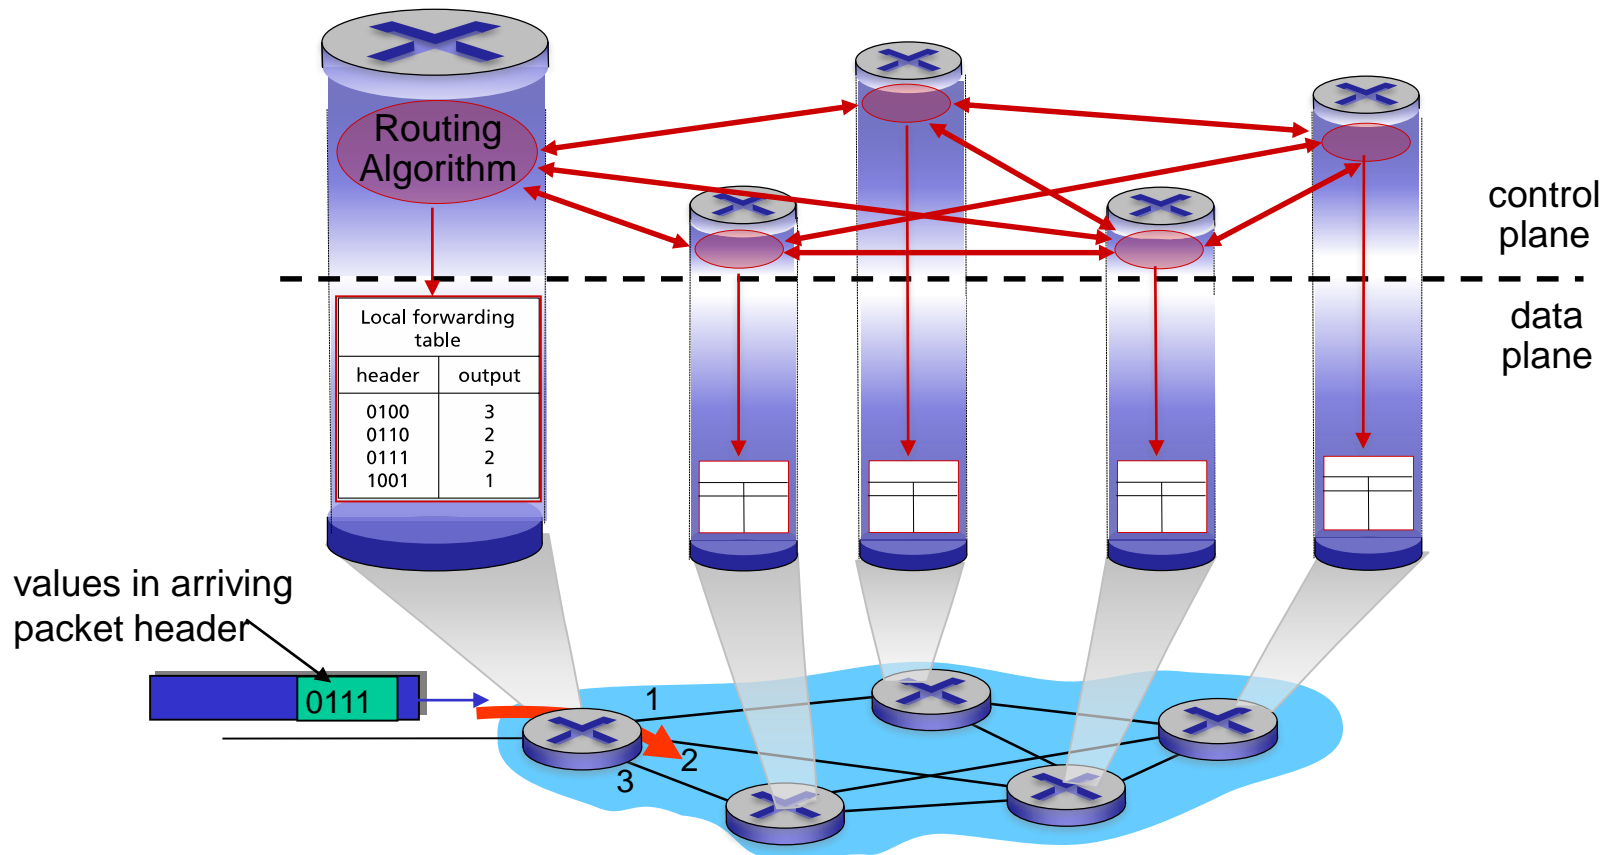 Routing
Algorithm
control
plane
data
plane
Local forwarding
table
header output
0100 3
0110 2
0111 2
1001 1
values in arriving
packet header
0111
1
2
3